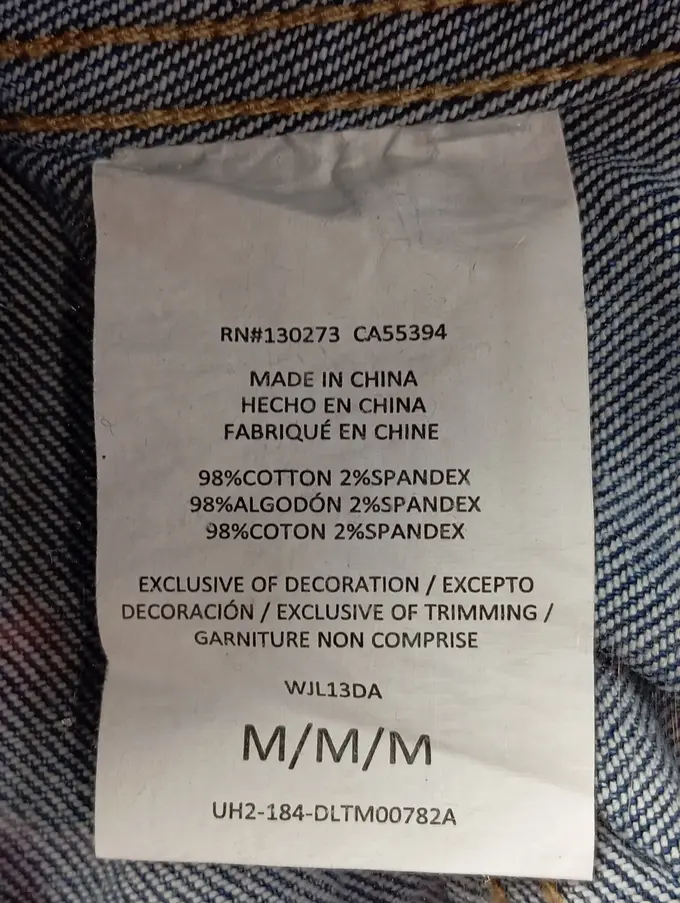 RN#130273 CA55394
MADE IN CHINA
HECHO EN CHINA
FABRIQUÉ EN CHINE
98%COTTON 2%SPANDEX
98%ALGODÓN 2%SPANDEX
98%COTON 2%SPANDEX
EXCLUSIVE OF DECORATION / EXCEPTO
DECORACIÓN / EXCLUSIVE OF TRIMMING /
GARNITURE NON COMPRISE
WJL13DA
M/M/M
UH2-184-DLTM00782A